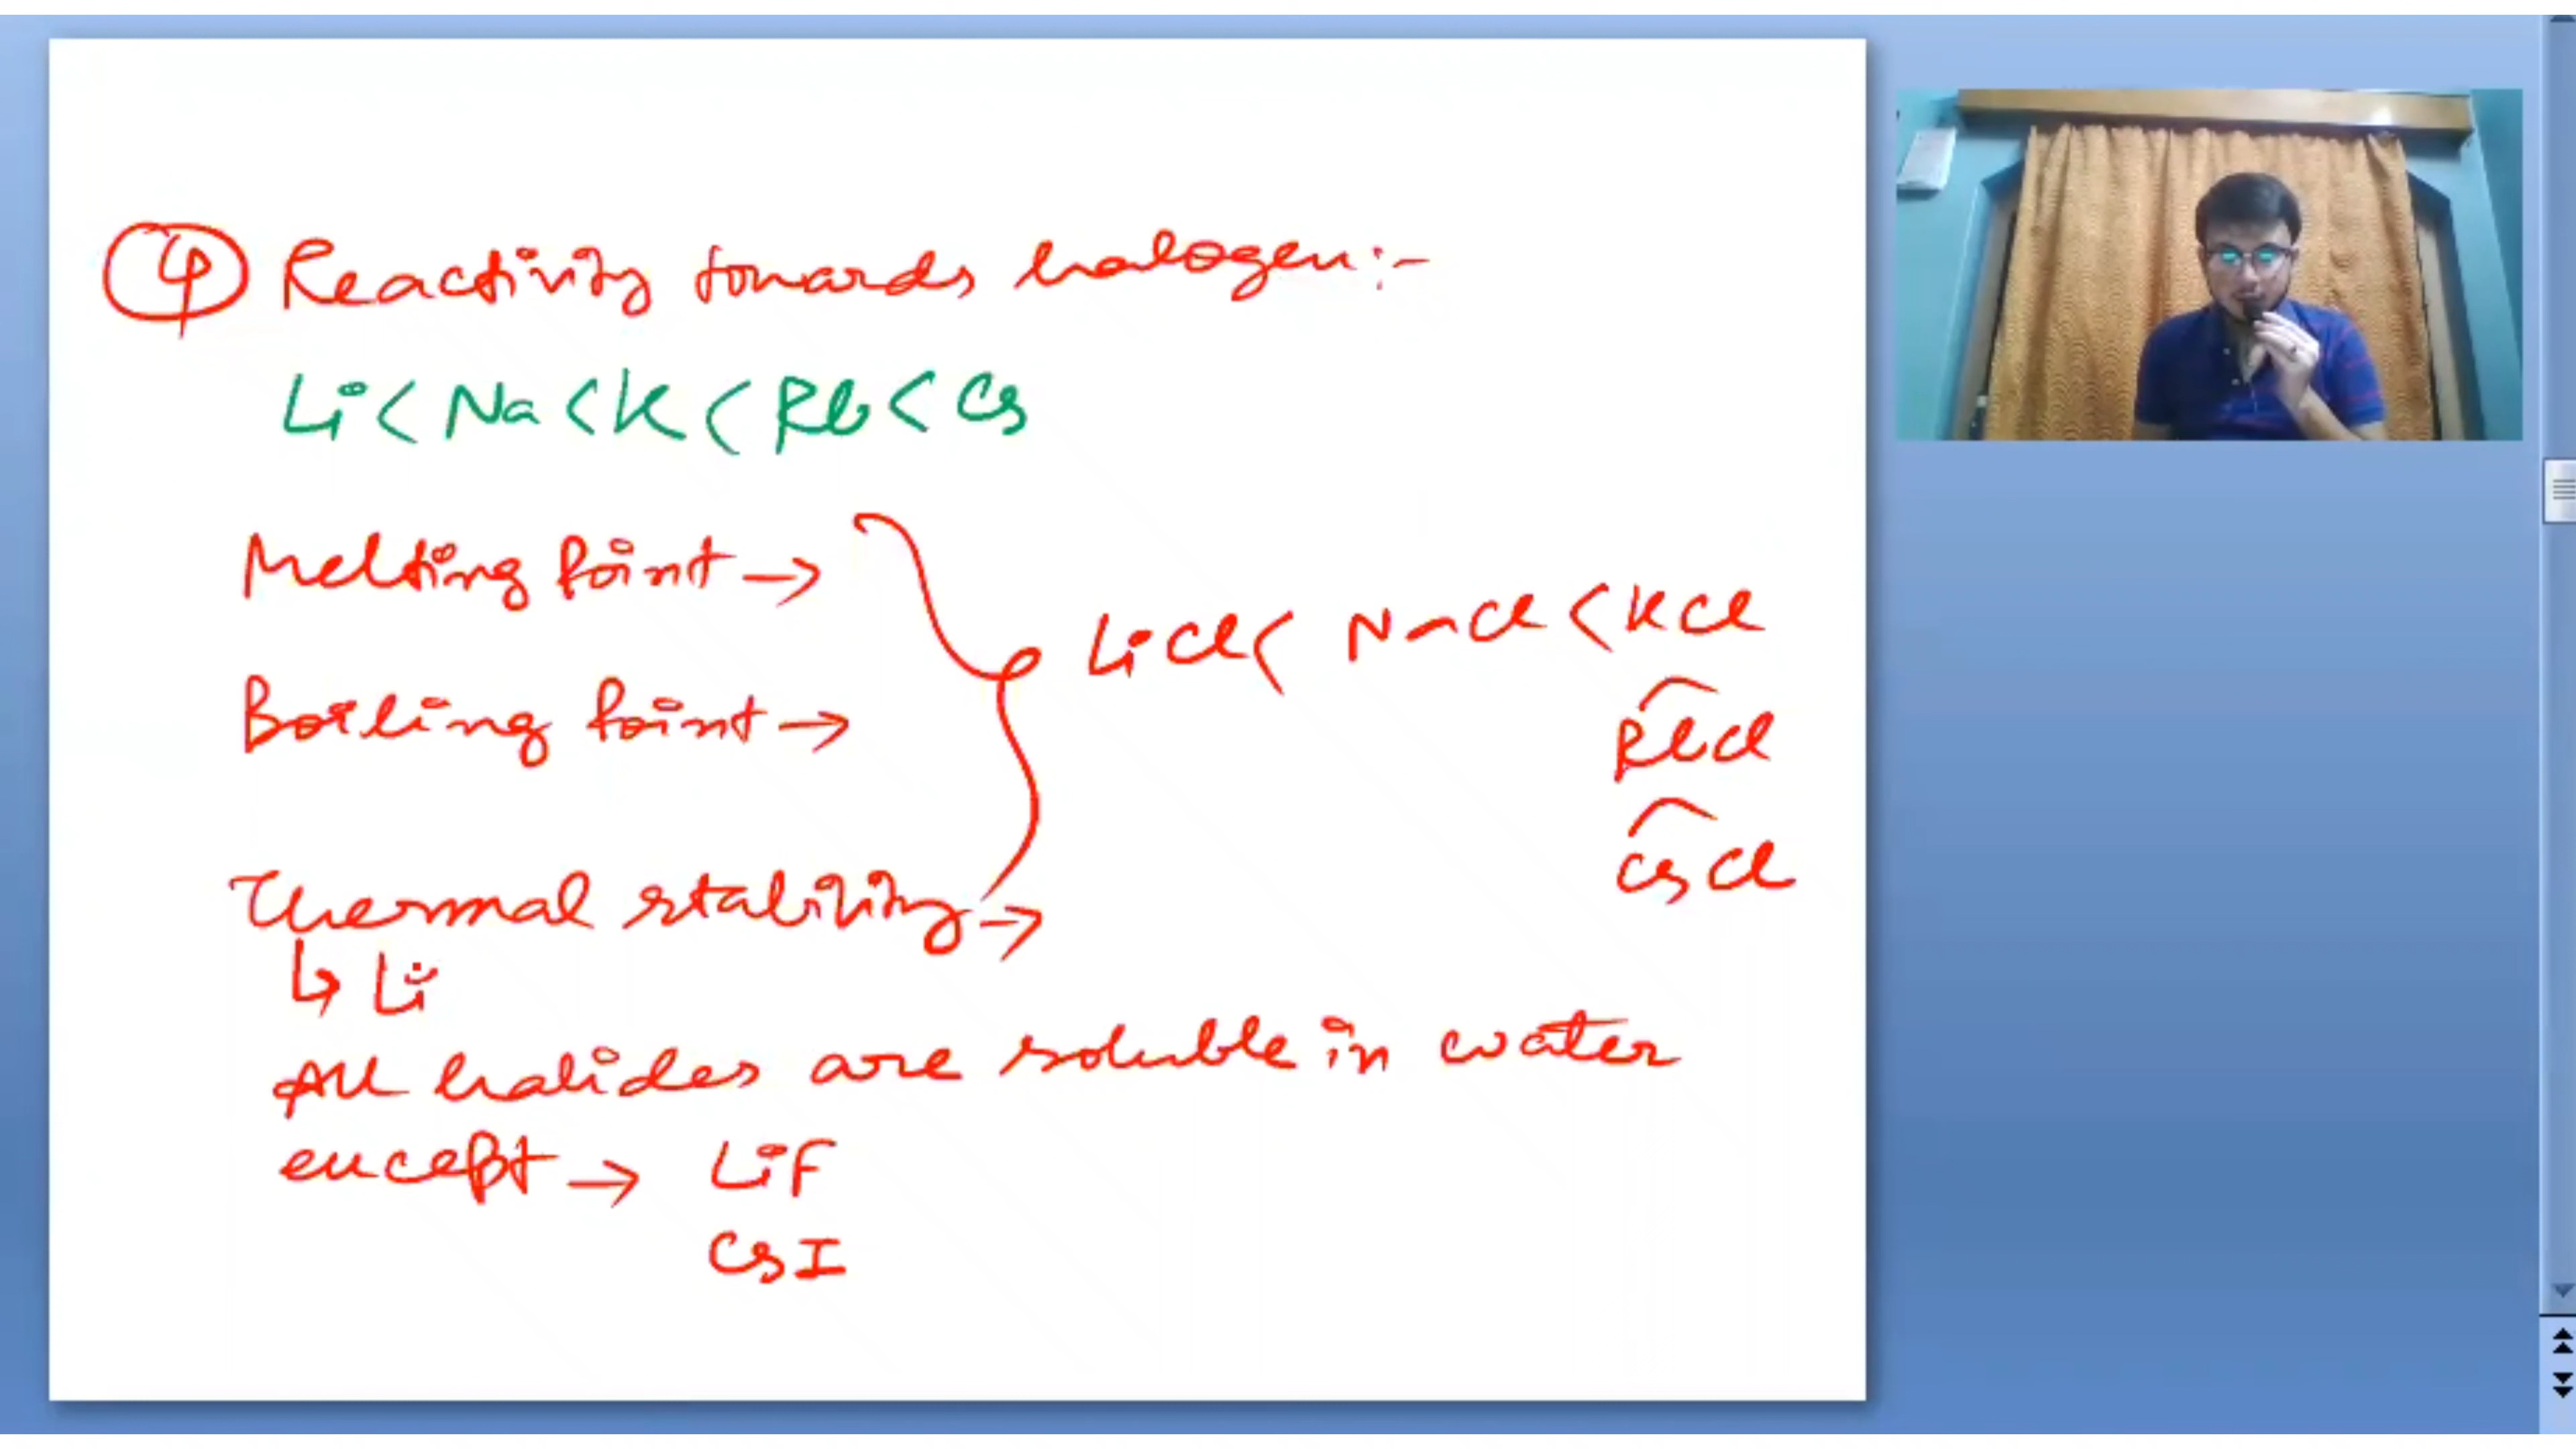 4 Reactivity towards halogen:-
Li < Na < K < Rb < Cs
Melting point →
Boiling point →
LiCl < NaCl < KCl
RbCl
CsCl
Thermal stability →
↳ Li
All halides are soluble in water
except → LiF
CsI